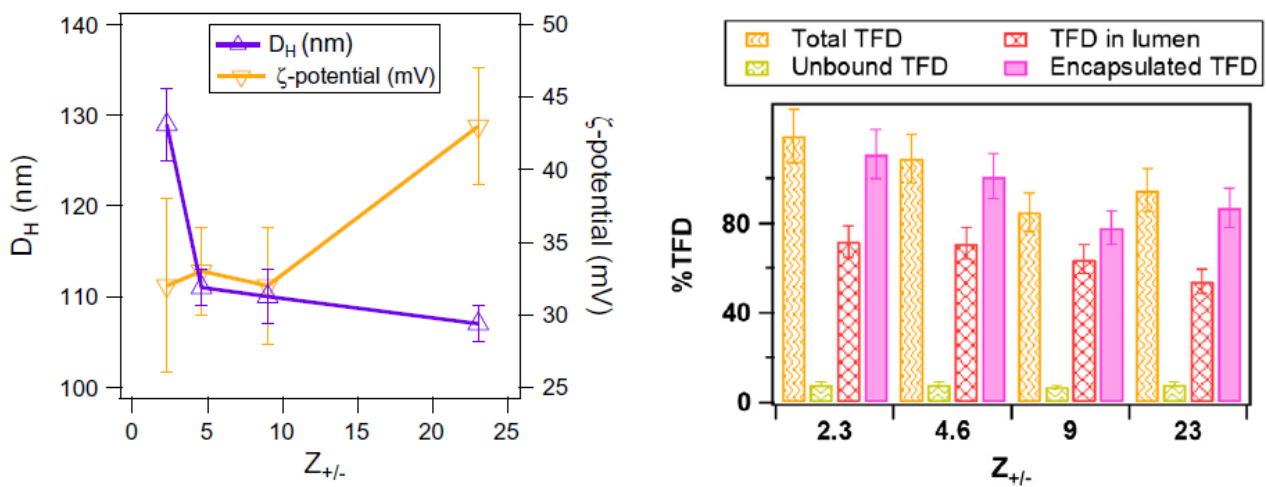 140
130
120
110
100
D_H (nm)
D_H (nm)
ζ-potential (mV)
50
45
40
35
30
25
ζ-potential (mV)
0 5 10 15 20 25
Z_+/-
Total TFD TFD in lumen
Unbound TFD Encapsulated TFD
%TFD
80
40
0
2.3 4.6 9 23
Z_+/-